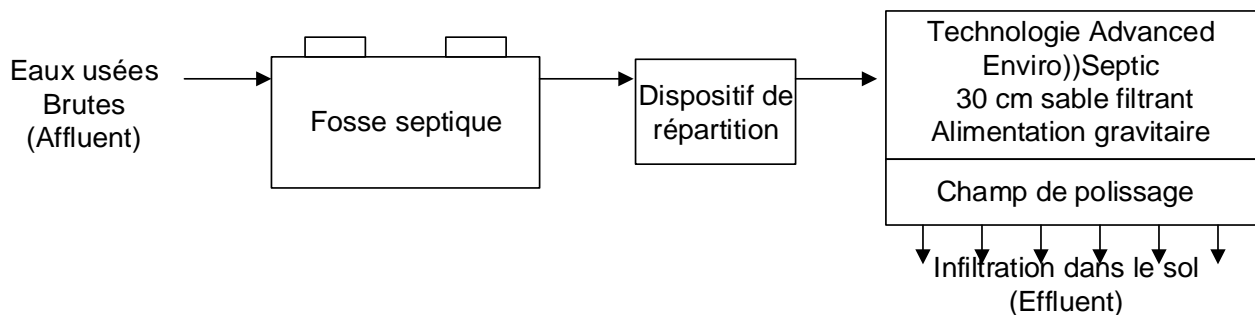 Eaux usées
Brutes
(Affluent)
Fosse septique
Dispositif de
répartition
Technologie Advanced
Enviro))Septic
30 cm sable filtrant
Alimentation gravitaire
Champ de polissage
Infiltration dans le sol
(Effluent)